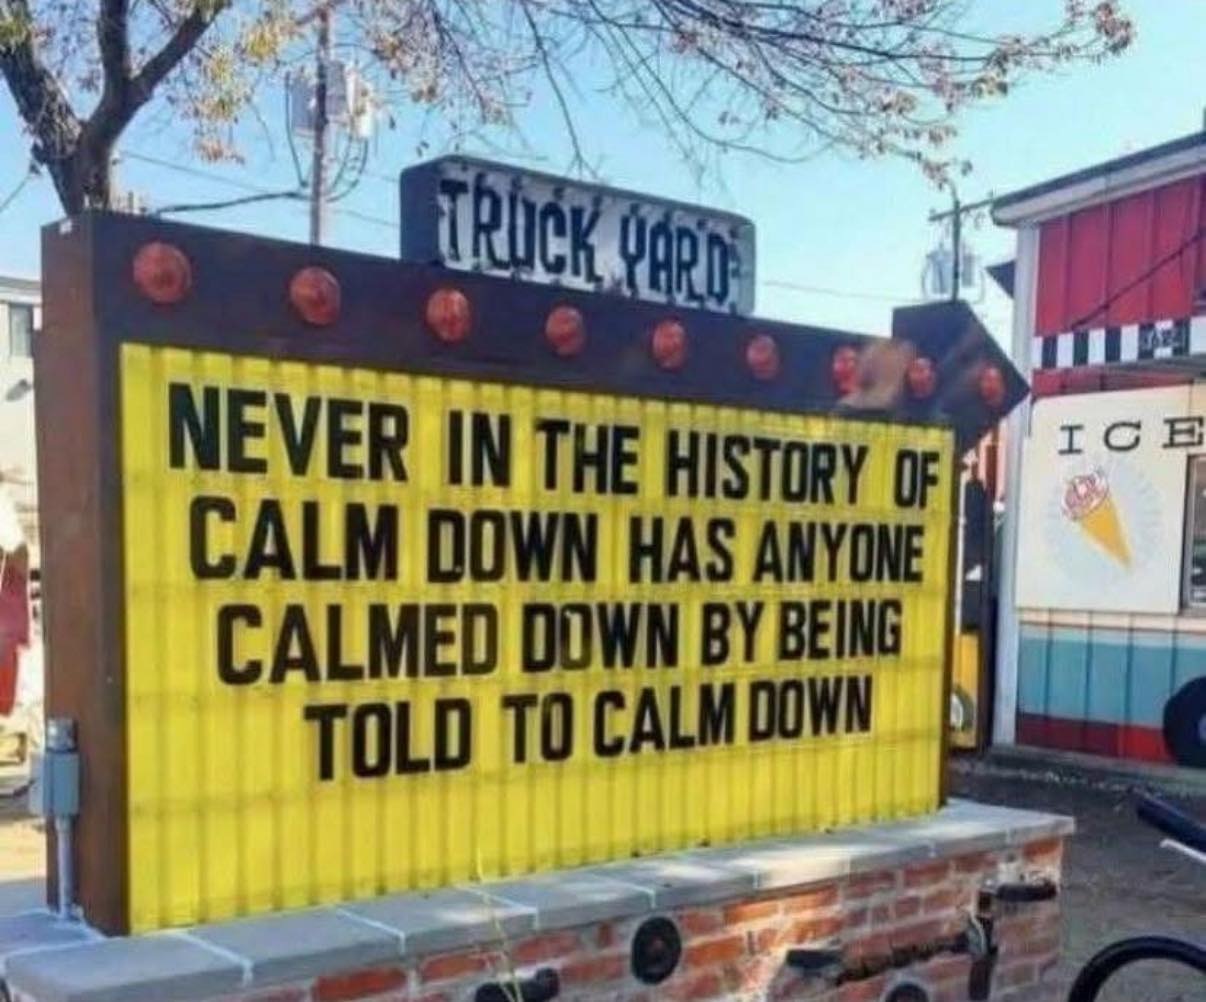 TRUCK YARD
NEVER IN THE HISTORY OF
CALM DOWN HAS ANYONE
CALMED DOWN BY BEING
TOLD TO CALM DOWN
ICE